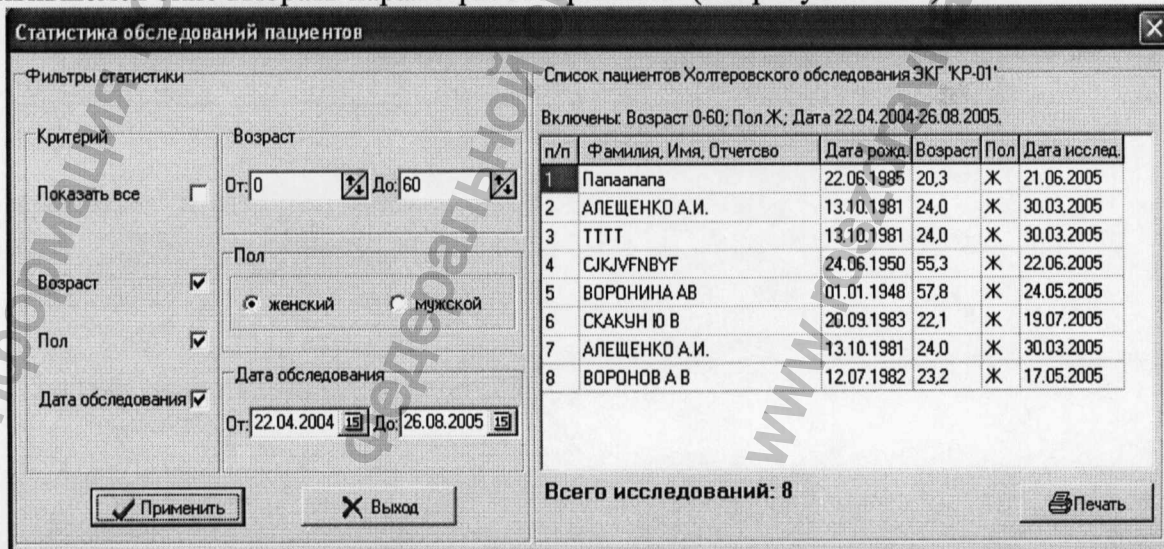 Статистика обследований пациентов
Фильтры статистики
Критерий
Показать все
Возраст
Пол
Дата обследования
Возраст
От: 0 До: 60
Пол
женский мужской
Дата обследования
От: 22.04.2004 15 До: 26.08.2005 15
Применить Выход
Список пациентов Холтеровского обследования ЭКГ 'КР-01'
Включены: Возраст 0-60; Пол Ж; Дата 22.04.2004-26.08.2005.
п/п Фамилия, Имя, Отчетсво Дата рожд. Возраст Пол Дата исслед.
1 Папаапапа 22.06.1985 20,3 Ж 21.06.2005
2 АЛЕЩЕНКО А.И. 13.10.1981 24,0 Ж 30.03.2005
3 ТТТТ 13.10.1981 24,0 Ж 30.03.2005
4 CJKJVFNBYF 24.06.1950 55,3 Ж 22.06.2005
5 ВОРОНИНА АВ 01.01.1948 57,8 Ж 24.05.2005
6 СКАКУН Ю В 20.09.1983 22,1 Ж 19.07.2005
7 АЛЕЩЕНКО А.И. 13.10.1981 24,0 Ж 30.03.2005
8 ВОРОНОВ А В 12.07.1982 23,2 Ж 17.05.2005
Всего исследований: 8
Печать
www.roszdravna